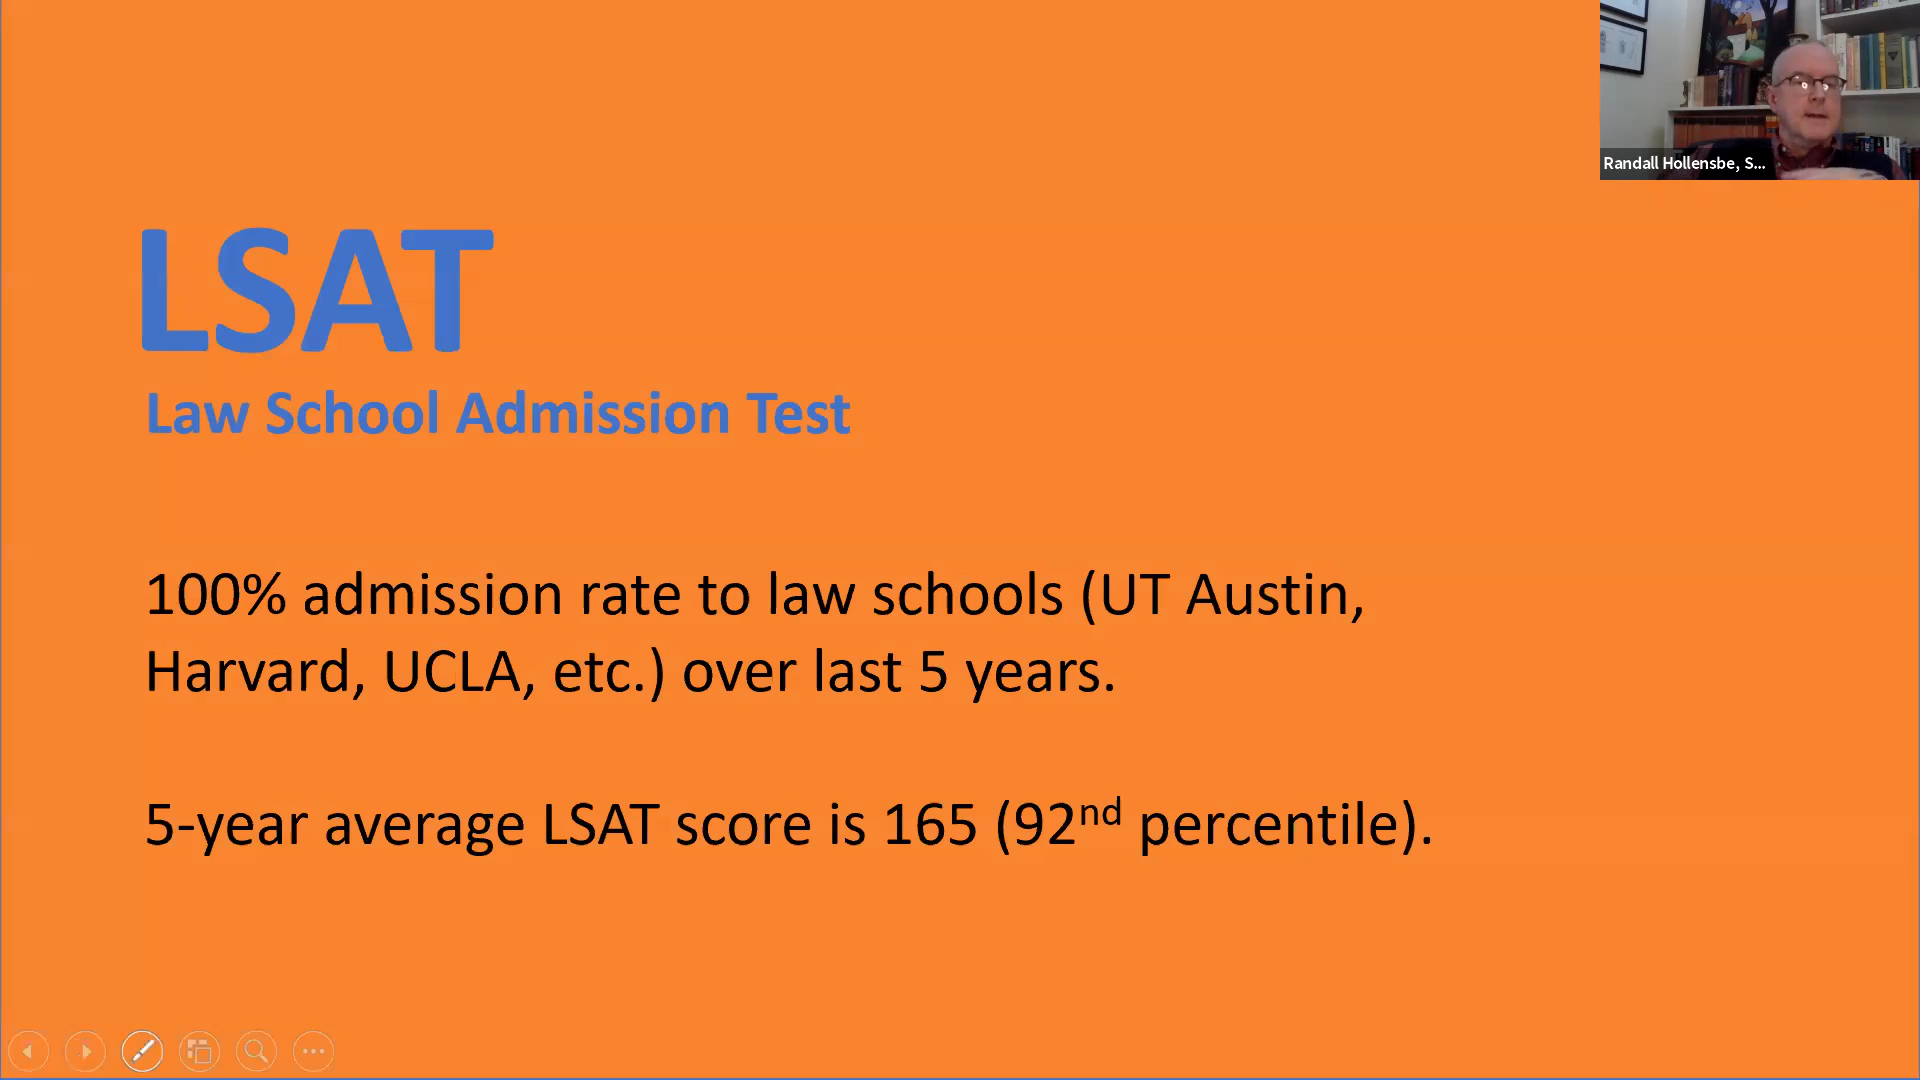 Randall Hollensbe, S...
LSAT
Law School Admission Test
100% admission rate to law schools (UT Austin,
Harvard, UCLA, etc.) over last 5 years.
5-year average LSAT score is 165 (92nd percentile).